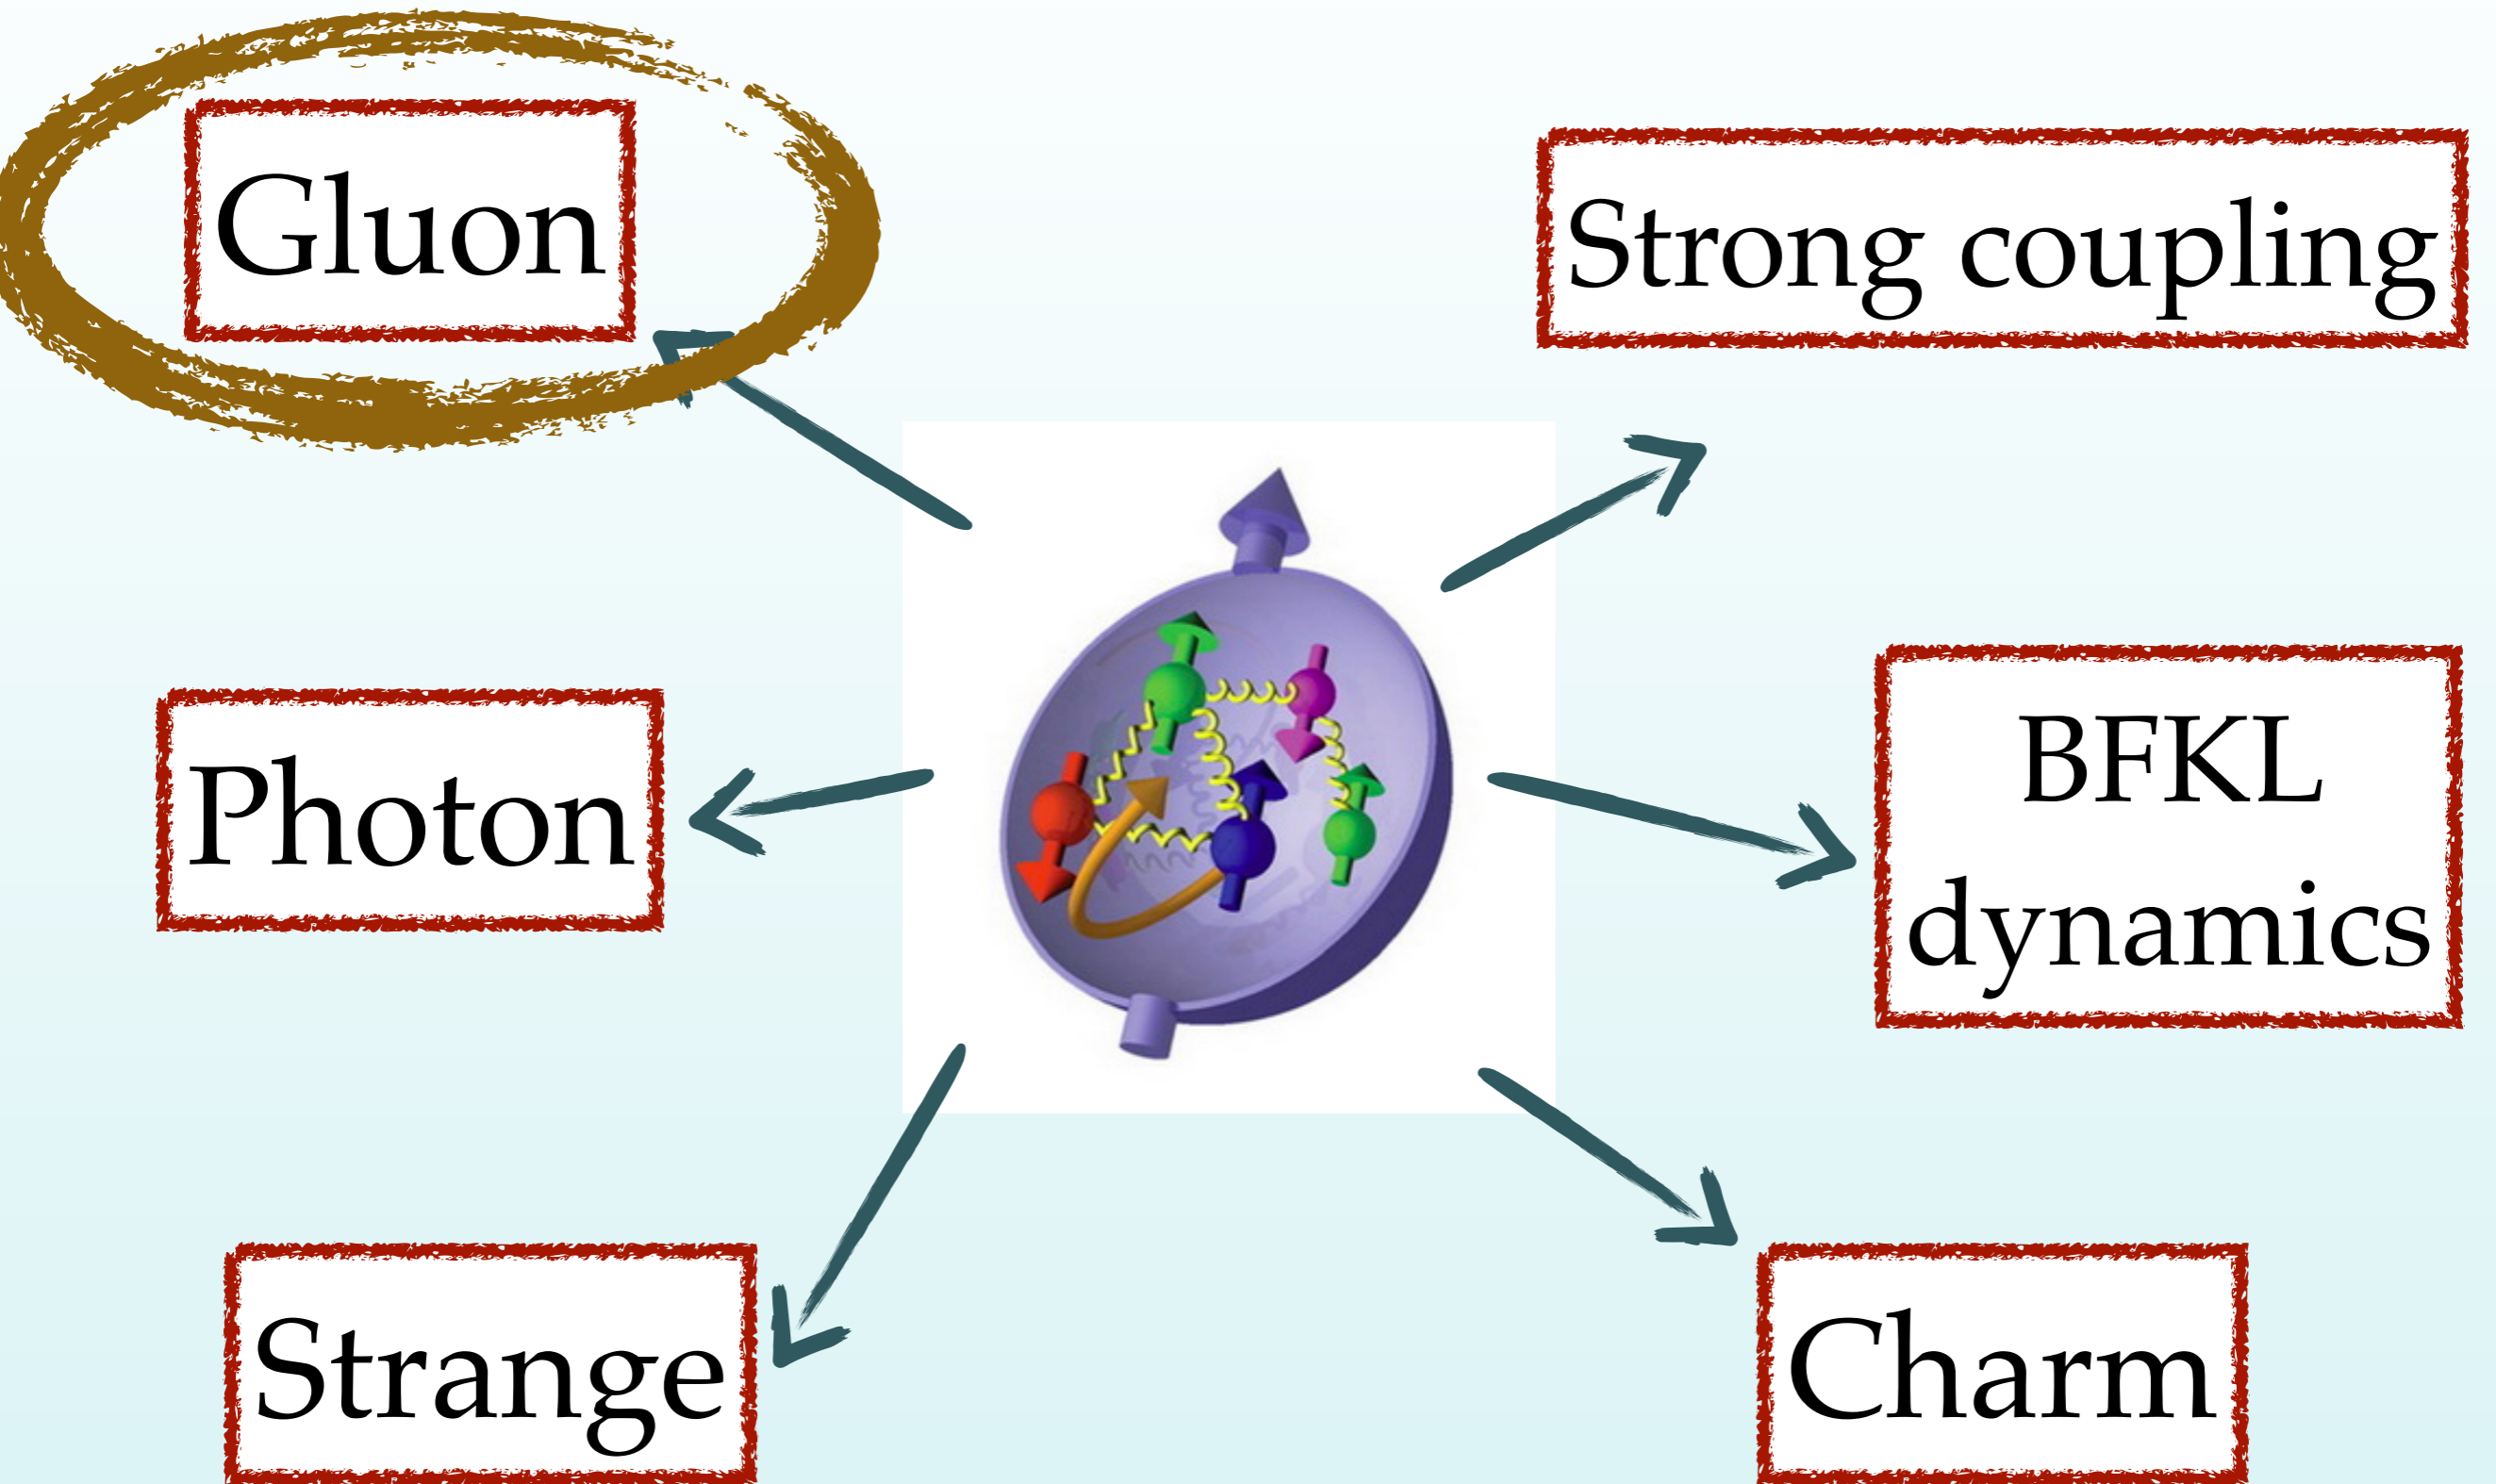 Gluon
Strong coupling
Photon
BFKL
dynamics
Strange
Charm